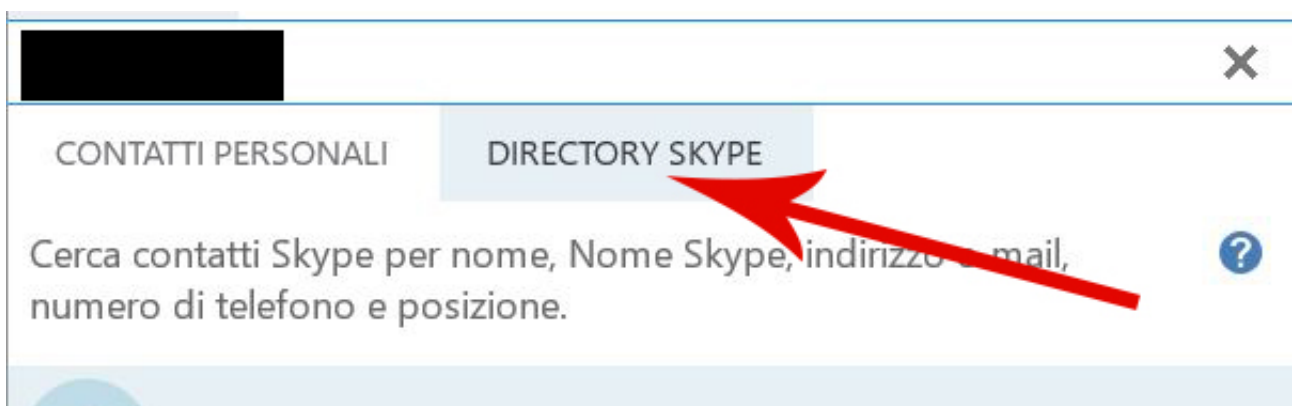 CONTATTI PERSONALI DIRECTORY SKYPE
Cerca contatti Skype per nome, Nome Skype, indirizzo e-mail,
numero di telefono e posizione.
?